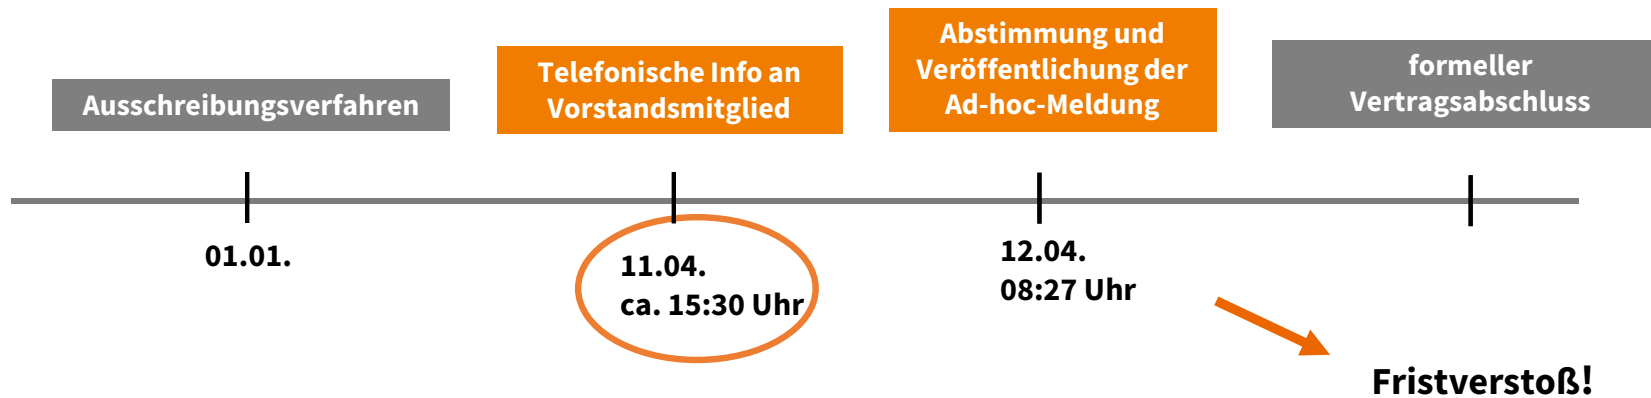 Ausschreibungsverfahren
Telefonische Info an
Vorstandsmitglied
Abstimmung und
Veröffentlichung der
Ad-hoc-Meldung
formeller
Vertragsabschluss
01.01.
11.04.
ca. 15:30 Uhr
12.04.
08:27 Uhr
Fristverstoß!